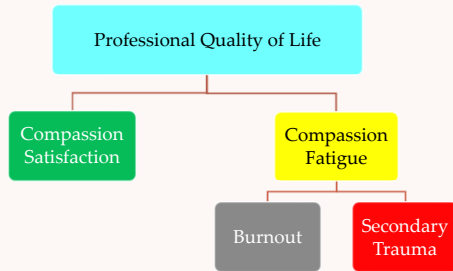 Professional Quality of Life
Compassion
Satisfaction
Compassion
Fatigue
Burnout
Secondary
Trauma